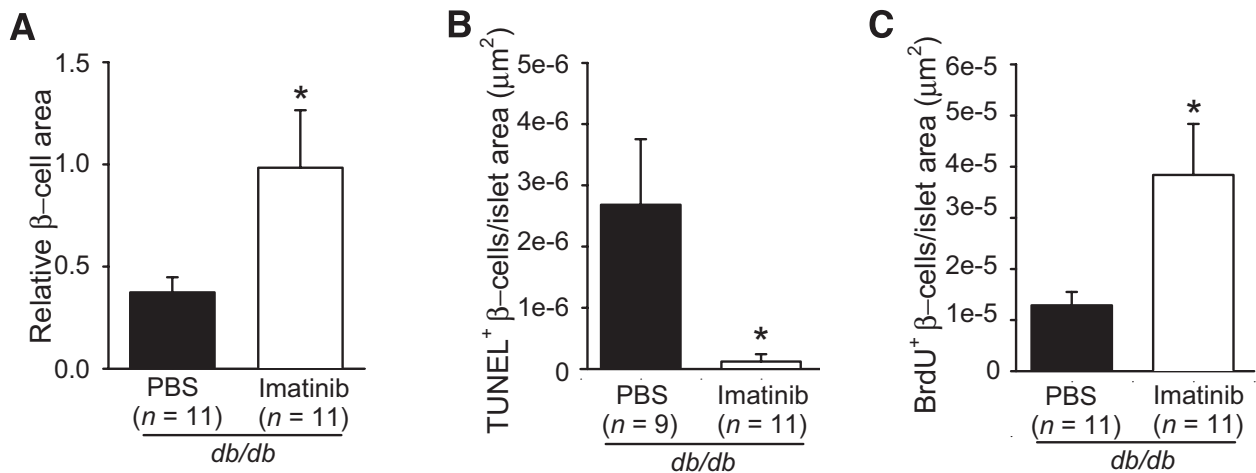 A
Relative β–cell area
1.5
1.0
0.5
0.0
*
PBS
(n = 11)
Imatinib
(n = 11)
db/db
B
TUNEL⁺ β–cells/islet area (μm²)
5e-6
4e-6
3e-6
2e-6
1e-6
0
*
PBS
(n = 9)
Imatinib
(n = 11)
db/db
C
BrdU⁺ β–cells/islet area (μm²)
6e-5
5e-5
4e-5
3e-5
2e-5
1e-5
0
*
PBS
(n = 11)
Imatinib
(n = 11)
db/db